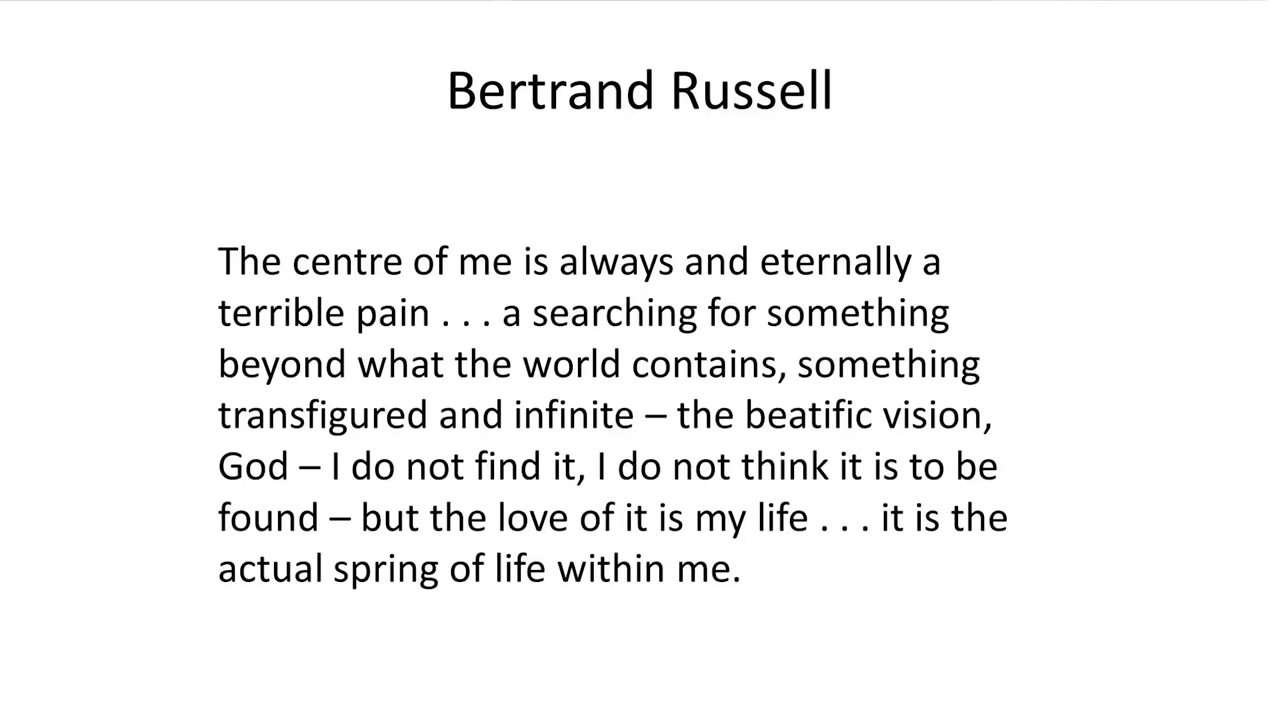 Bertrand Russell
The centre of me is always and eternally a
terrible pain . . . a searching for something
beyond what the world contains, something
transfigured and infinite – the beatific vision,
God – I do not find it, I do not think it is to be
found – but the love of it is my life . . . it is the
actual spring of life within me.